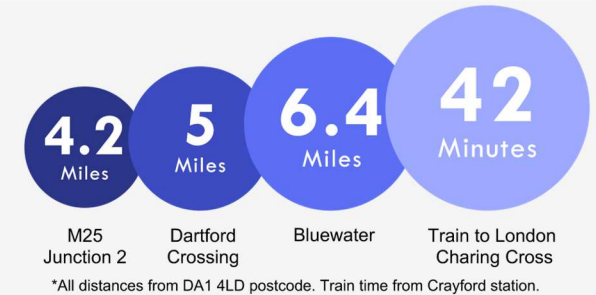 4.2
Miles
5
Miles
6.4
Miles
42
Minutes
M25
Junction 2
Dartford
Crossing
Bluewater
Train to London
Charing Cross
*All distances from DA1 4LD postcode. Train time from Crayford station.